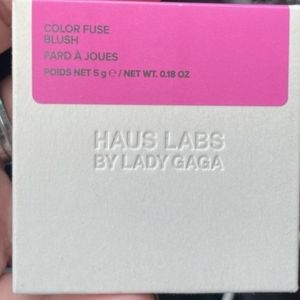 COLOR FUSE
BLUSH
FARD À JOUES
POIDS NET 5 g e / NET WT. 0.18 OZ
HAUS LABS
BY LADY GAGA